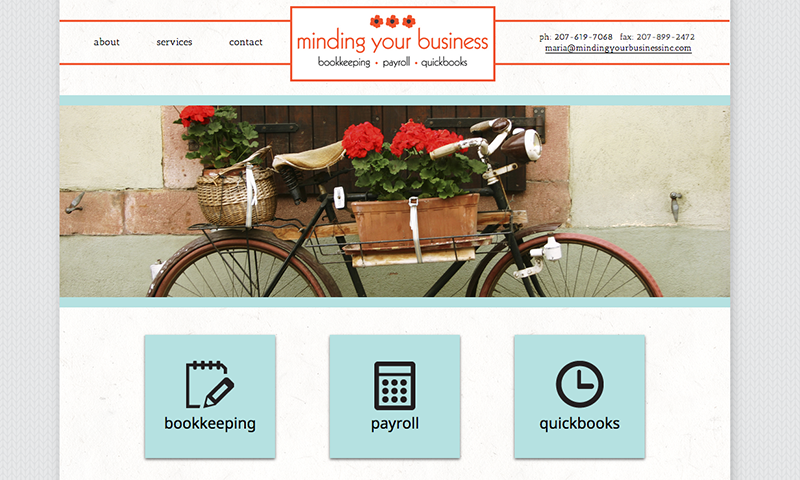 about services contact
minding your business
bookkeeping • payroll • quickbooks
ph: 207-619-7068 fax: 207-899-2472
maria@mindingyourbusinessinc.com
bookkeeping
payroll
quickbooks